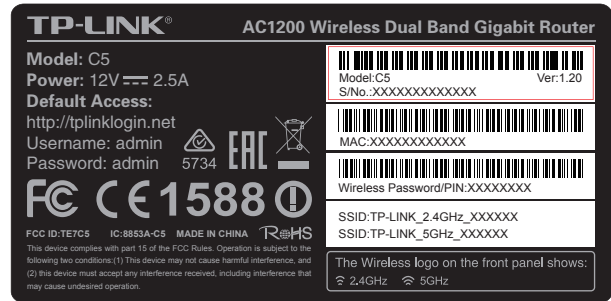 TP-LINK®
AC1200 Wireless Dual Band Gigabit Router
Model: C5
Power: 12V 2.5A
Default Access:
http://tplinklogin.net
Username: admin
Password: admin
5734
EAC
FC CE1588
FCC ID:TE7C5 IC:8853A-C5 MADE IN CHINA RoHS
This device complies with part 15 of the FCC Rules. Operation is subject to the
following two conditions:(1) This device may not cause harmful interference, and
(2) this device must accept any interference received, including interference that
may cause undesired operation.
Model:C5 Ver:1.20
S/No.:XXXXXXXXXXXXX
MAC:XXXXXXXXXXXX
Wireless Password/PIN:XXXXXXXX
SSID:TP-LINK_2.4GHz_XXXXXX
SSID:TP-LINK_5GHz_XXXXXX
The Wireless logo on the front panel shows:
2.4GHz 5GHz